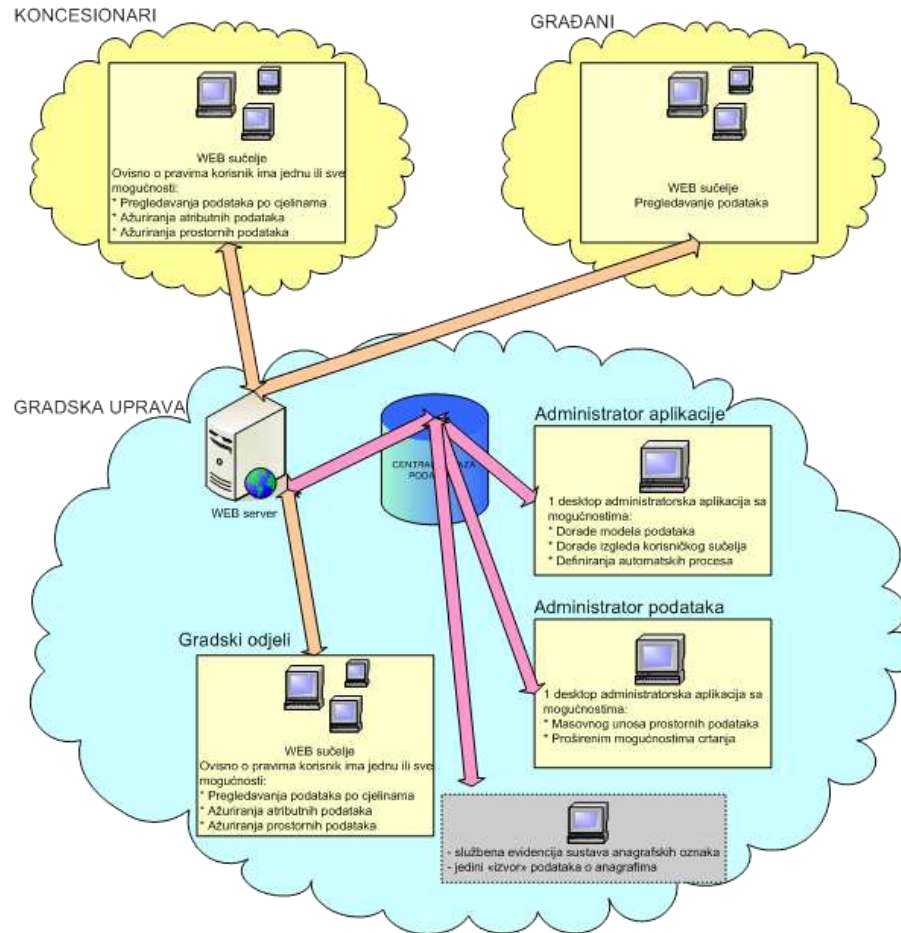 KONCESIONARI
GRAĐANI
WEB sučelje
Ovisno o pravima korisnik ima jednu ili sve
mogućnosti:
* Pregledavanja podataka po cjelinama
* Ažuriranja atributnih podataka
* Ažuriranja prostornih podataka
WEB sučelje
Pregledavanje podataka
GRADSKA UPRAVA
WEB server
Administrator aplikacije
1 desktop administratorska aplikacija sa
mogućnostima:
* Dorade modela podataka
* Dorade izgleda korisničkog sučelja
* Definiranja automatskih procesa
Administrator podataka
1 desktop administratorska aplikacija sa
mogućnostima:
* Masovnog unosa prostornih podataka
* Proširenim mogućnostima crtanja
Gradski odjeli
WEB sučelje
Ovisno o pravima korisnik ima jednu ili sve
mogućnosti:
* Pregledavanja podataka po cjelinama
* Ažuriranja atributnih podataka
* Ažuriranja prostornih podataka
- službena evidencija sustava anagrafskih oznaka
- jedini «izvor» podataka o anagrafima